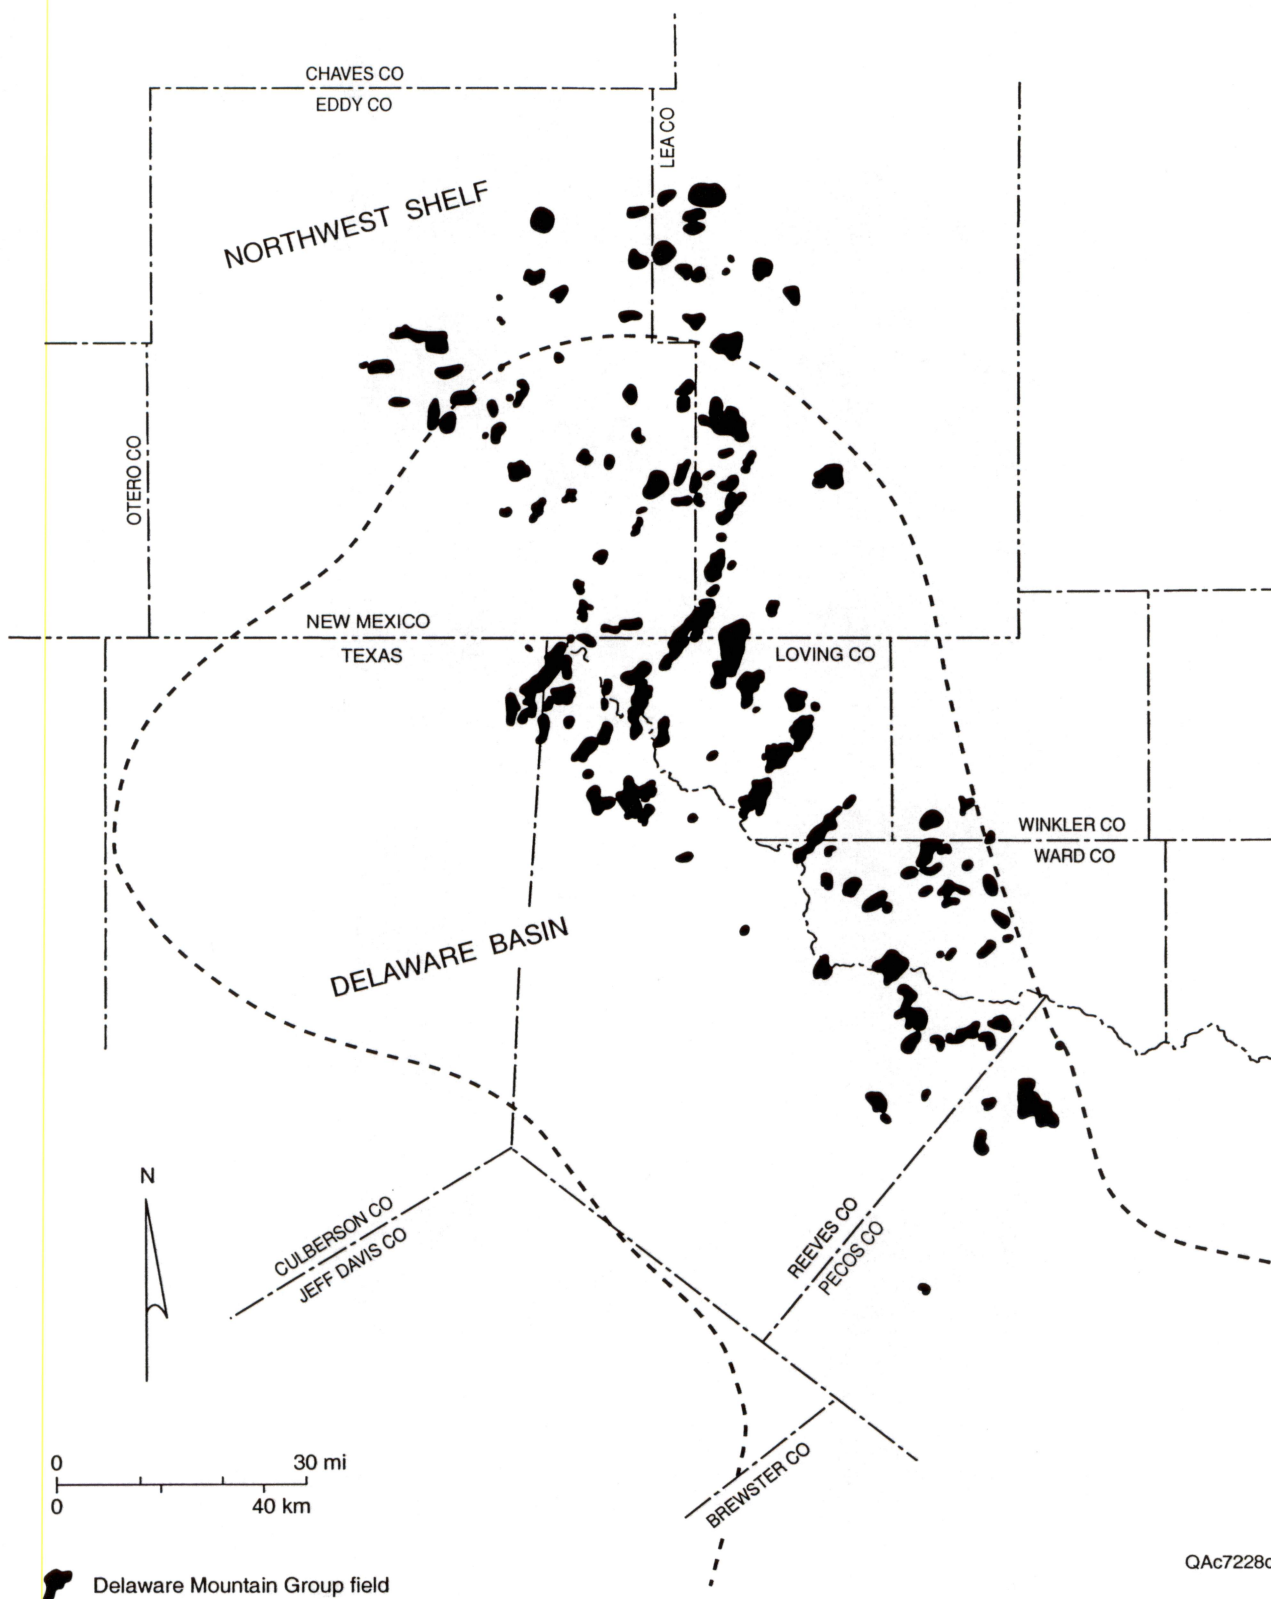 CHAVES CO
EDDY CO
LEA CO
NORTHWEST SHELF
OTERO CO
NEW MEXICO
TEXAS
LOVING CO
WINKLER CO
WARD CO
DELAWARE BASIN
N
CULBERSON CO
JEFF DAVIS CO
REEVES CO
PECOS CO
BREWSTER CO
0 30 mi
0 40 km
QAc7228c
Delaware Mountain Group field